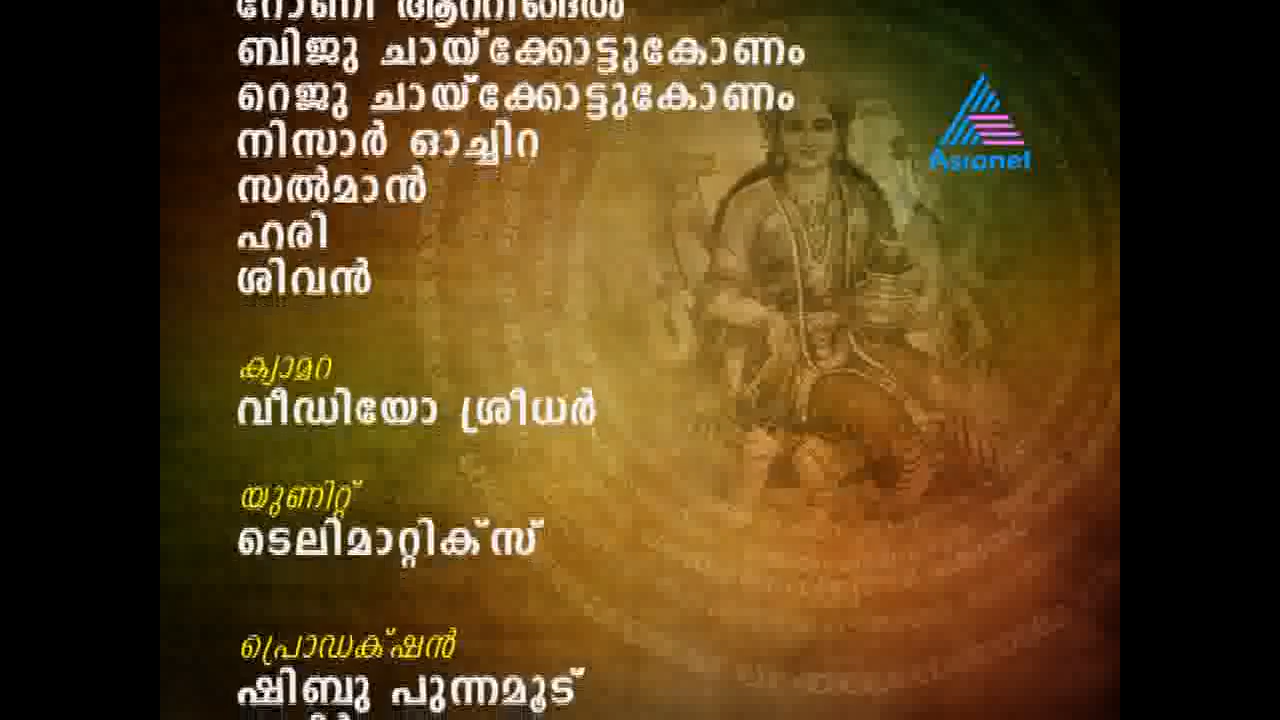 ബിജു ചായ്ക്കോട്ടുകോണം
റെജു ചായ്ക്കോട്ടുകോണം
നിസാർ ഓച്ചിറ
സൽമാൻ
ഹരി
ശിവൻ
ക്യാമറ
വീഡിയോ ശ്രീധർ
യുണിറ്റ്
ടെലിമാറ്റിക്സ്
പ്രൊഡക്ഷൻ
ഷിബു പുന്നമൂട്
Asianet